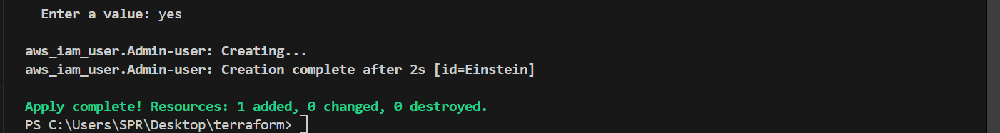 Enter a value: yes
aws_iam_user.Admin-user: Creating...
aws_iam_user.Admin-user: Creation complete after 2s [id=Einstein]
Apply complete! Resources: 1 added, 0 changed, 0 destroyed.
PS C:\Users\SPR\Desktop\terraform>